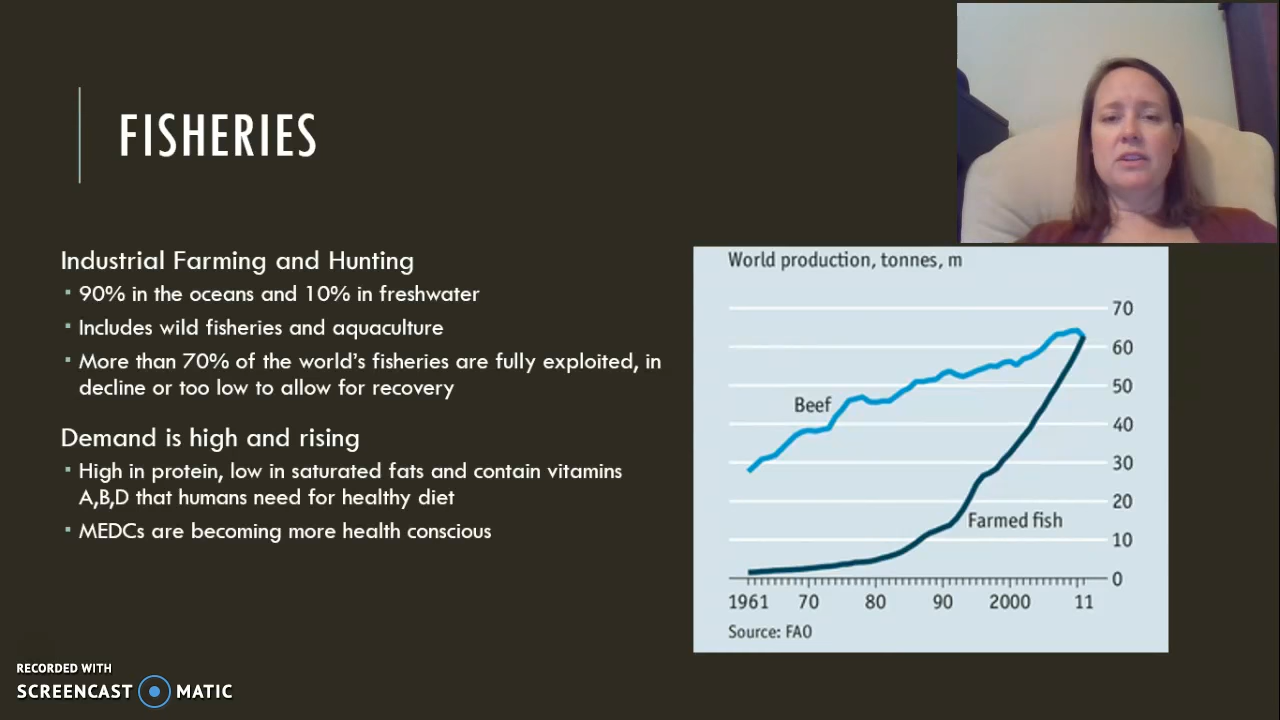 FISHERIES
Industrial Farming and Hunting
90% in the oceans and 10% in freshwater
Includes wild fisheries and aquaculture
More than 70% of the world's fisheries are fully exploited, in
decline or too low to allow for recovery
Demand is high and rising
High in protein, low in saturated fats and contain vitamins
A,B,D that humans need for healthy diet
MEDCs are becoming more health conscious
World production, tonnes, m
70
60
50
40
30
20
10
0
Beef
Farmed fish
1961 70 80 90 2000 11
Source: FAO
RECORDED WITH
SCREENCAST MATIC